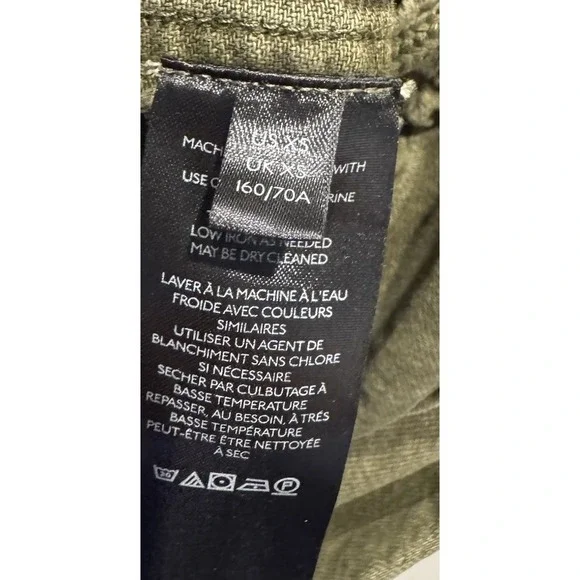 US XS
UK XS
160/70A
MACH WITH
USE C RINE
LOW IRON AS NEEDED
MAY BE DRY CLEANED
LAVER À LA MACHINE À L'EAU
FROIDE AVEC COULEURS
SIMILAIRES
UTILISER UN AGENT DE
BLANCHIMENT SANS CHLORE
SI NÉCESSAIRE
SECHER PAR CULBUTAGE À
BASSE TEMPERATURE
REPASSER, AU BESOIN, À TRÉS
BASSE TEMPÉRATURE
PEUT-ÊTRE ÊTRE NETTOYÉE
À SEC
30 P